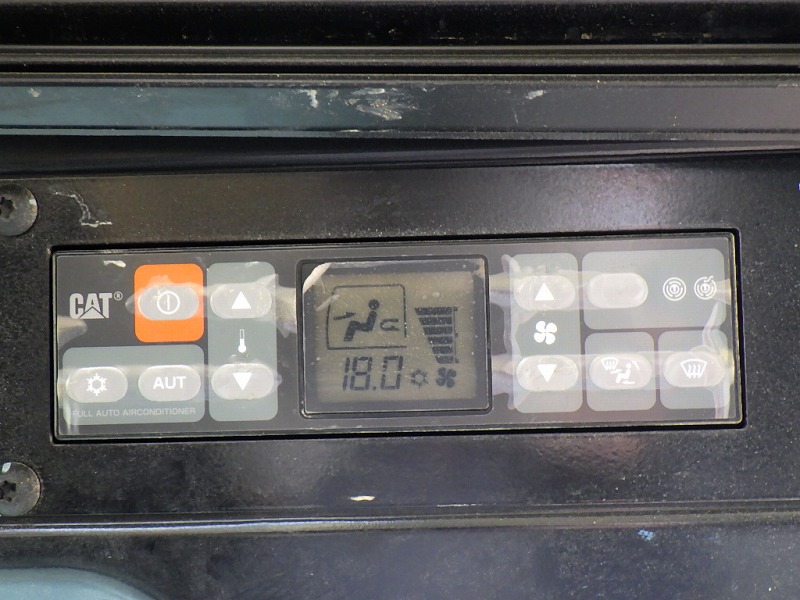 CAT®
AUT
FULL AUTO AIRCONDITIONER
18.0